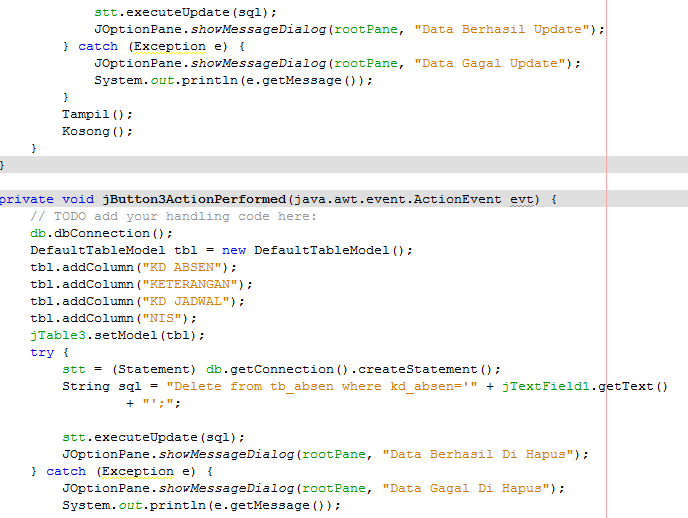 stt.executeUpdate(sql);
JOptionPane.showMessageDialog(rootPane, "Data Berhasil Update");
} catch (Exception e) {
JOptionPane.showMessageDialog(rootPane, "Data Gagal Update");
System.out.println(e.getMessage());
}
Tampil();
Kosong();
}
}
private void jButton3ActionPerformed(java.awt.event.ActionEvent evt) {
// TODO add your handling code here:
db.dbConnection();
DefaultTableModel tbl = new DefaultTableModel();
tbl.addColumn("KD ABSEN");
tbl.addColumn("KETERANGAN");
tbl.addColumn("KD JADWAL");
tbl.addColumn("NIS");
jTable3.setModel(tbl);
try {
stt = (Statement) db.getConnection().createStatement();
String sql = "Delete from tb_absen where kd_absen='" + jTextField1.getText()
+ "';";
stt.executeUpdate(sql);
JOptionPane.showMessageDialog(rootPane, "Data Berhasil Di Hapus");
} catch (Exception e) {
JOptionPane.showMessageDialog(rootPane, "Data Gagal Di Hapus");
System.out.println(e.getMessage());